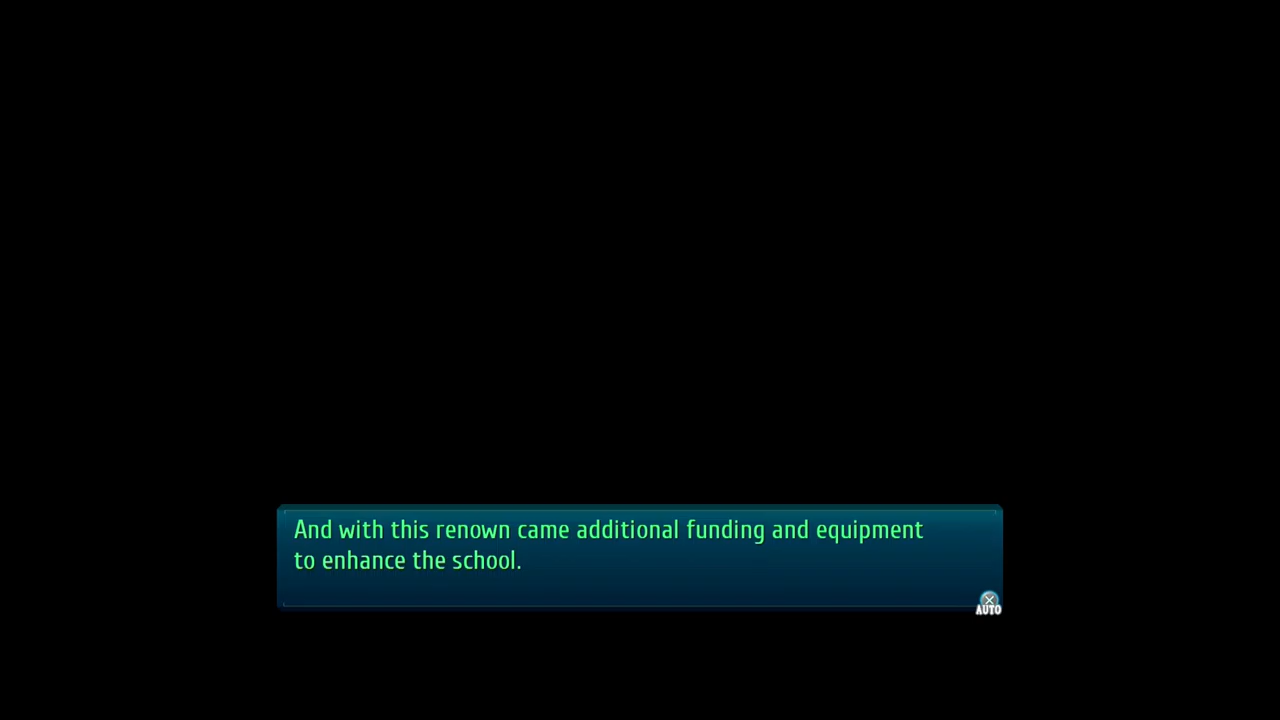 And with this renown came additional funding and equipment
to enhance the school.
AUTO